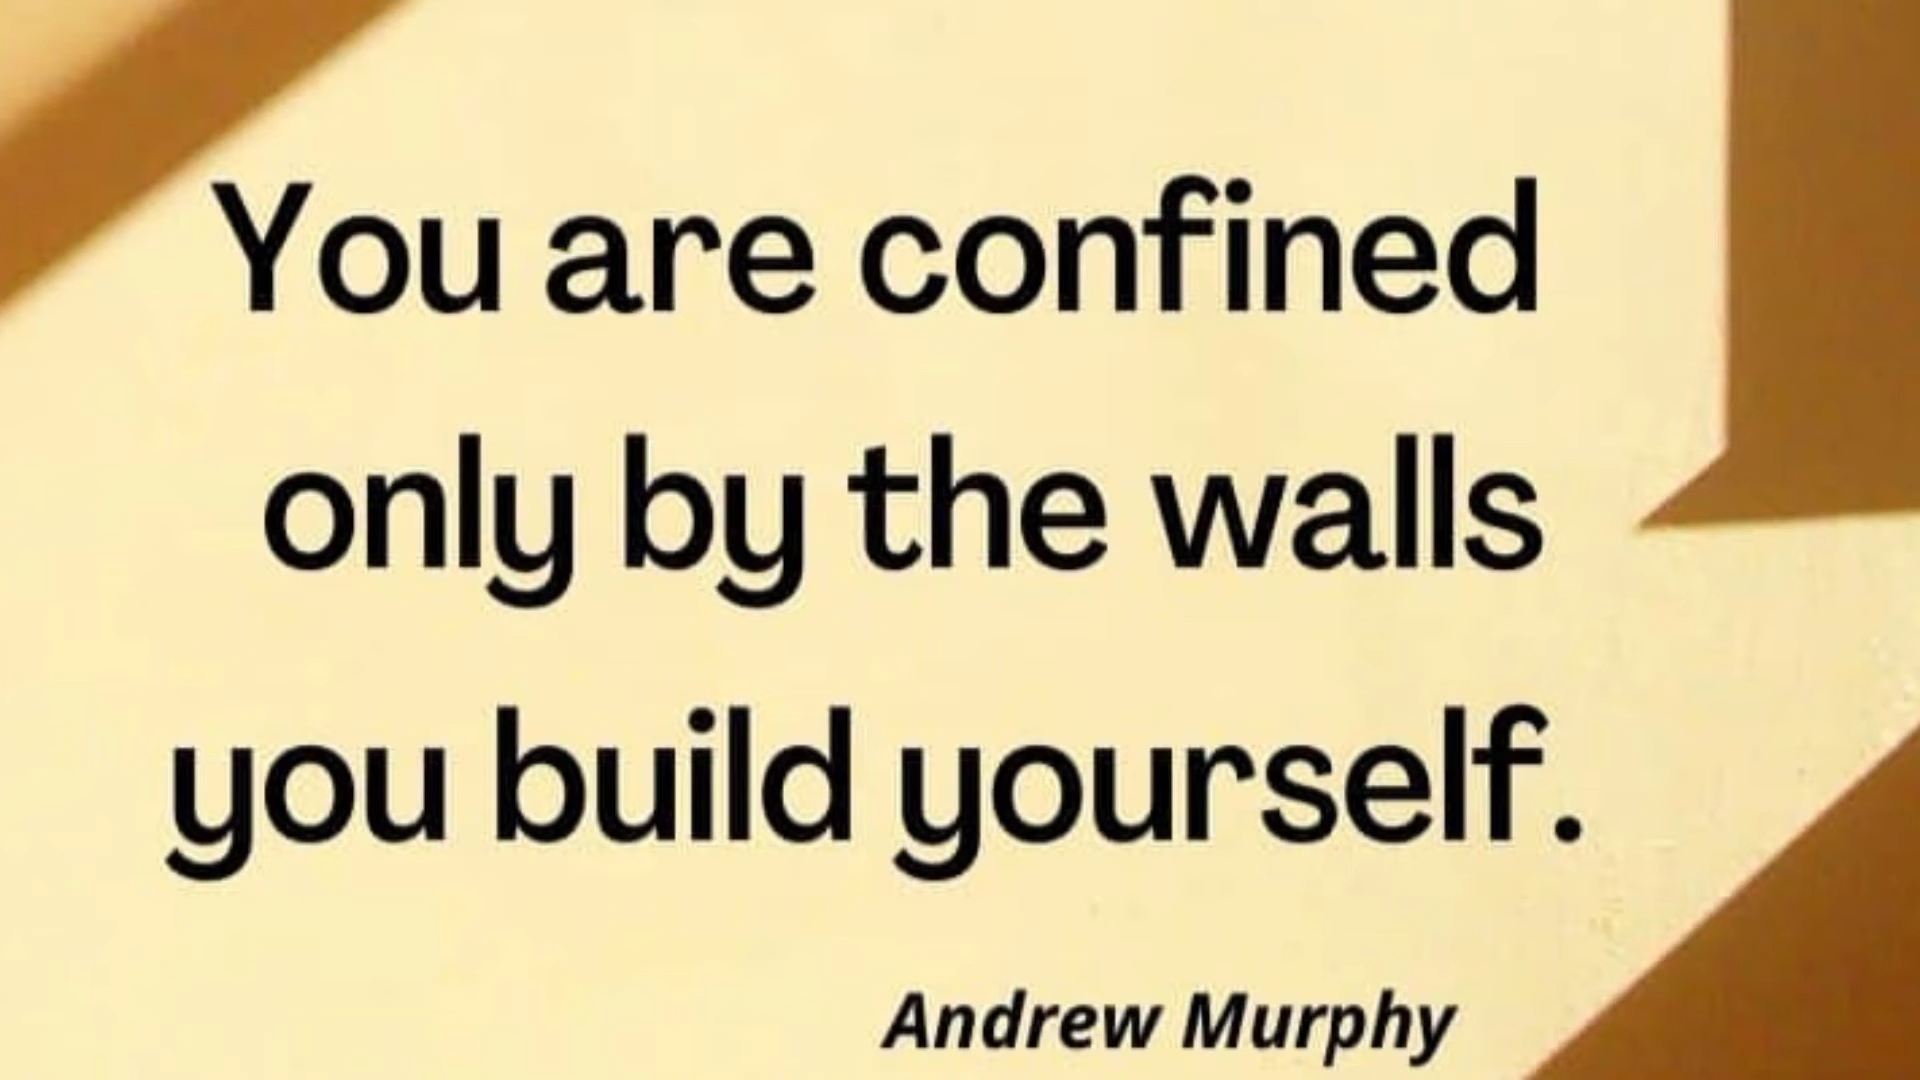 You are confined
only by the walls
you build yourself.
Andrew Murphy